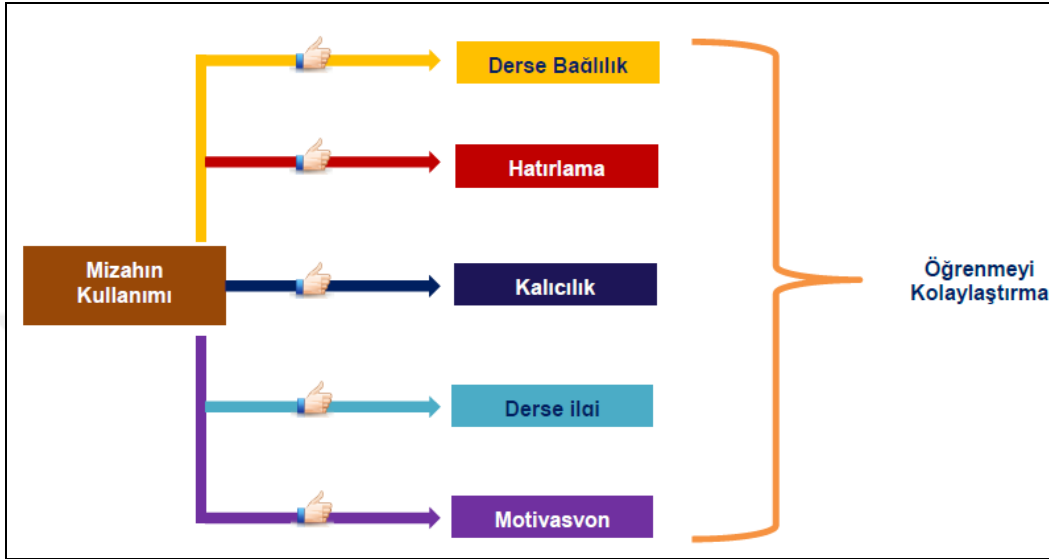 Derse Bağlılık
Hatırlama
Mizahın
Kullanımı
Kalıcılık
Öğrenmeyi
Kolaylaştırma
Derse ilgi
Motivasyon